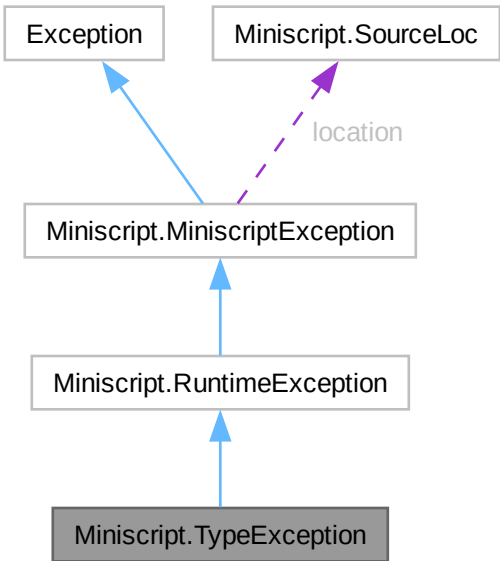 Exception
Miniscript.SourceLoc
location
Miniscript.MiniscriptException
Miniscript.RuntimeException
Miniscript.TypeException